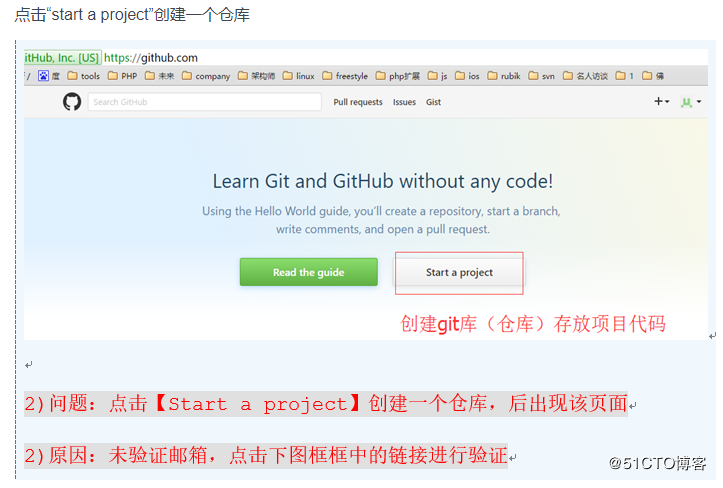 点击“start a project”创建一个仓库
itHub, Inc. [US] https://github.com
/ 度 tools PHP 未来 company 架构师 linux freestyle php扩展 js ios rubik svn 名人访谈 1 佛
Search GitHub Pull requests Issues Gist
Learn Git and GitHub without any code!
Using the Hello World guide, you’ll create a repository, start a branch,
write comments, and open a pull request.
Read the guide Start a project
创建git库（仓库）存放项目代码
2)问题：点击【Start a project】创建一个仓库，后出现该页面
2)原因：未验证邮箱，点击下图框框中的链接进行验证
@51CTO博客